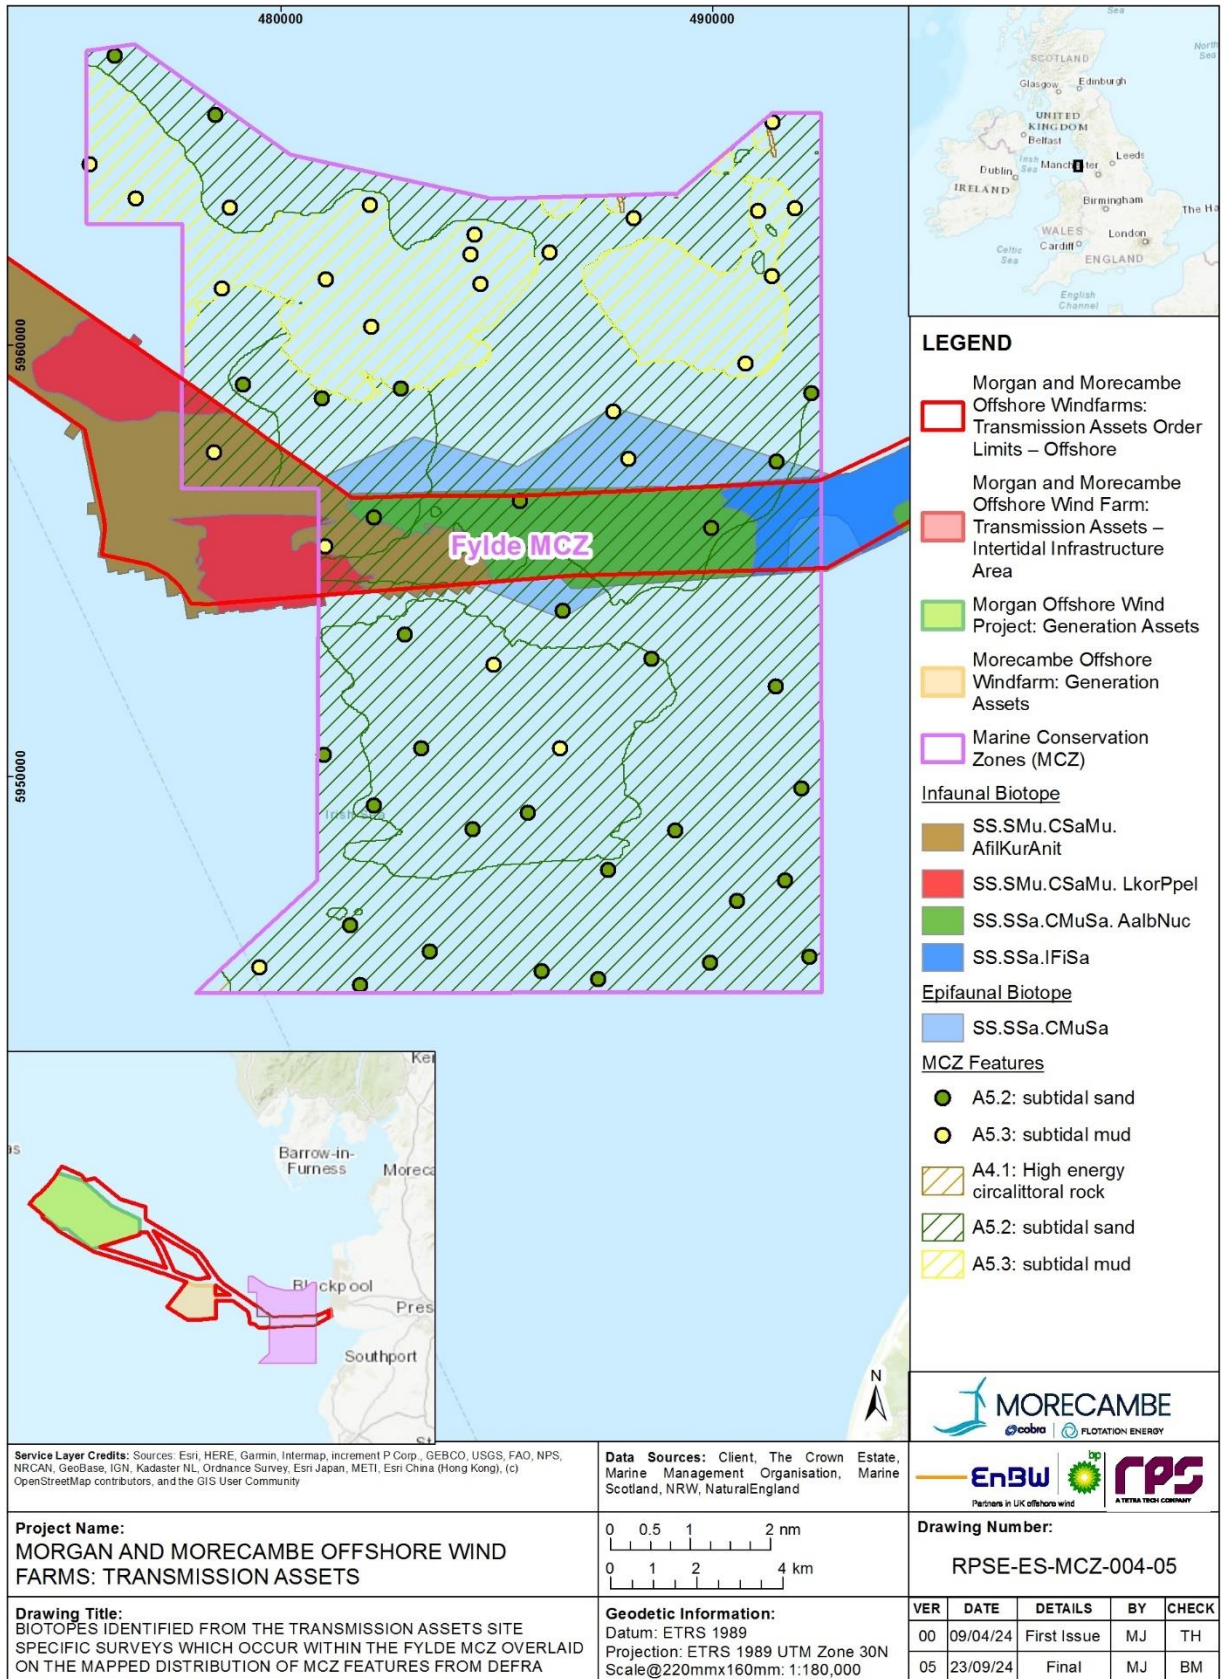 480000
490000
5960000
5950000
Fylde MCZ
Sea
North
Sea
SCOTLAND
Glasgow
Edinburgh
UNITED
KINGDOM
Belfast
Irish
Sea
Manchester
Leeds
Dublin
IRELAND
Birmingham
The Ha
WALES
London
Cardiff
Celtic
Sea
ENGLAND
English
Channel
LEGEND
Morgan and Morecambe
Offshore Windfarms:
Transmission Assets Order
Limits – Offshore
Morgan and Morecambe
Offshore Wind Farm:
Transmission Assets –
Intertidal Infrastructure
Area
Morgan Offshore Wind
Project: Generation Assets
Morecambe Offshore
Windfarm: Generation
Assets
Marine Conservation
Zones (MCZ)
Infaunal Biotope
SS.SMu.CSaMu.
AfilKurAnit
SS.SMu.CSaMu. LkorPpel
SS.SSa.CMuSa. AalbNuc
SS.SSa.IFiSa
Epifaunal Biotope
SS.SSa.CMuSa
MCZ Features
A5.2: subtidal sand
A5.3: subtidal mud
A4.1: High energy
circalittoral rock
A5.2: subtidal sand
A5.3: subtidal mud
Ke
as
Barrow-in-
Furness
Moreca
Blackpool
Pres
Southport
N
MORECAMBE
cobra FLOTATION ENERGY
EnBW bp
Partners in UK offshore wind
rps
A TETRA TECH COMPANY
Service Layer Credits: Sources: Esri, HERE, Garmin, Intermap, increment P Corp., GEBCO, USGS, FAO, NPS,
NRCAN, GeoBase, IGN, Kadaster NL, Ordnance Survey, Esri Japan, METI, Esri China (Hong Kong), (c)
OpenStreetMap contributors, and the GIS User Community
Data Sources: Client, The Crown Estate,
Marine Management Organisation, Marine
Scotland, NRW, NaturalEngland
Project Name:
MORGAN AND MORECAMBE OFFSHORE WIND
FARMS: TRANSMISSION ASSETS
0 0.5 1 2 nm
0 1 2 4 km
Drawing Number:
RPSE-ES-MCZ-004-05
Drawing Title:
BIOTOPES IDENTIFIED FROM THE TRANSMISSION ASSETS SITE
SPECIFIC SURVEYS WHICH OCCUR WITHIN THE FYLDE MCZ OVERLAID
ON THE MAPPED DISTRIBUTION OF MCZ FEATURES FROM DEFRA
Geodetic Information:
Datum: ETRS 1989
Projection: ETRS 1989 UTM Zone 30N
Scale@220mmx160mm: 1:180,000
VER DATE DETAILS BY CHECK
00 09/04/24 First Issue MJ TH
05 23/09/24 Final MJ BM